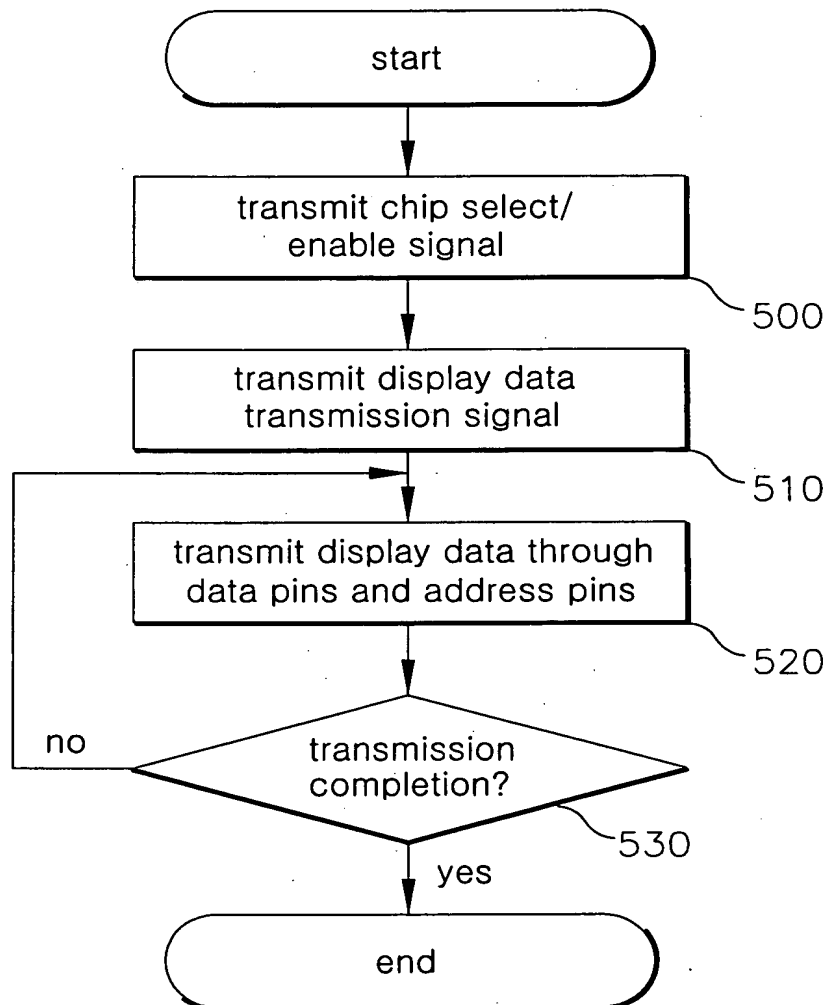 start
transmit chip select/
enable signal
500
transmit display data
transmission signal
510
transmit display data through
data pins and address pins
520
no
transmission
completion?
530
yes
end